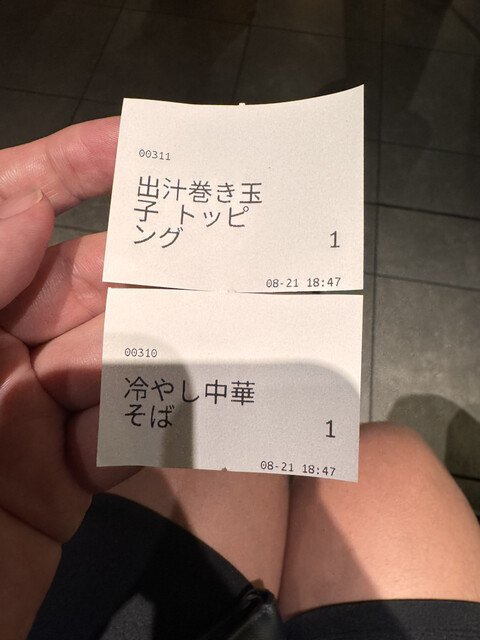 00311
出汁巻き玉
子 トッピ
ング
1
08-21 18:47
00310
冷やし中華
そば
1
08-21 18:47